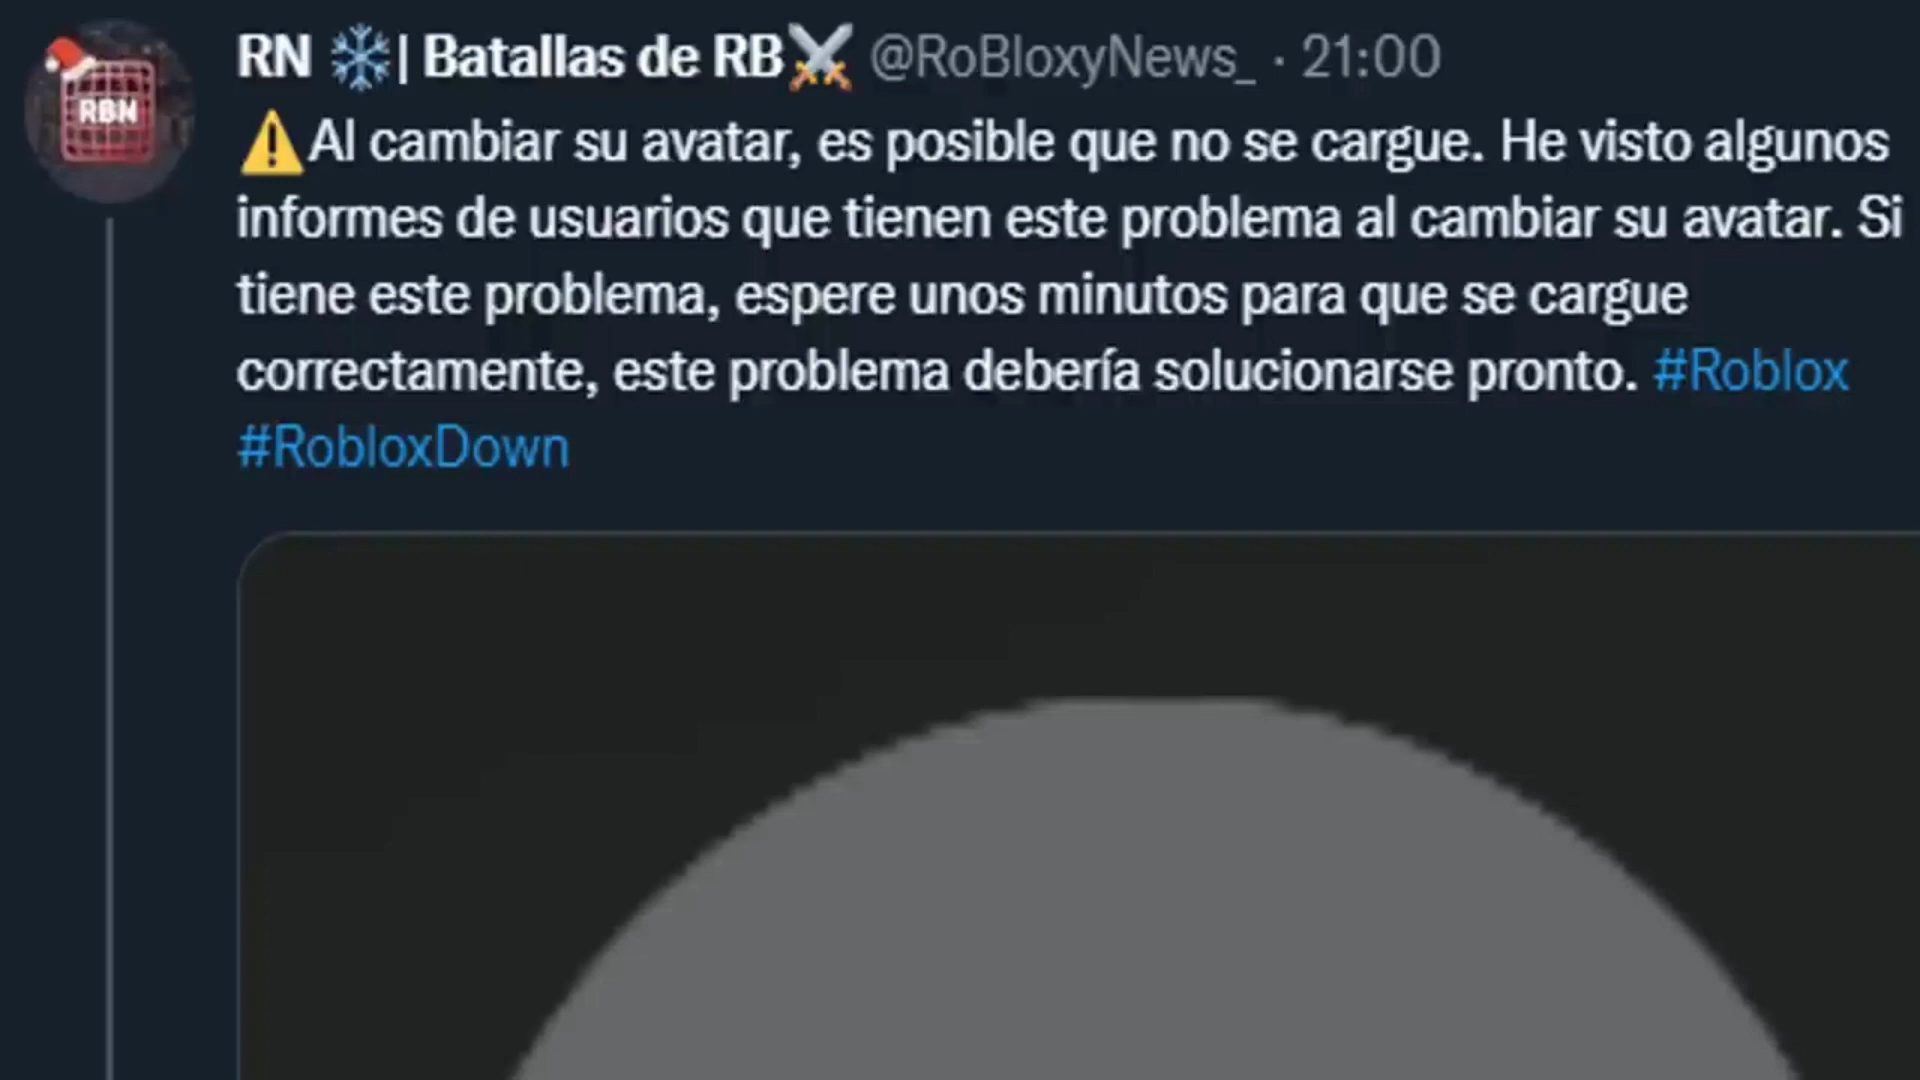 RBN
RN ❄️| Batallas de RB⚔️ @RoBloxyNews_ · 21:00
⚠️Al cambiar su avatar, es posible que no se cargue. He visto algunos
informes de usuarios que tienen este problema al cambiar su avatar. Si
tiene este problema, espere unos minutos para que se cargue
correctamente, este problema debería solucionarse pronto. #Roblox
#RobloxDown